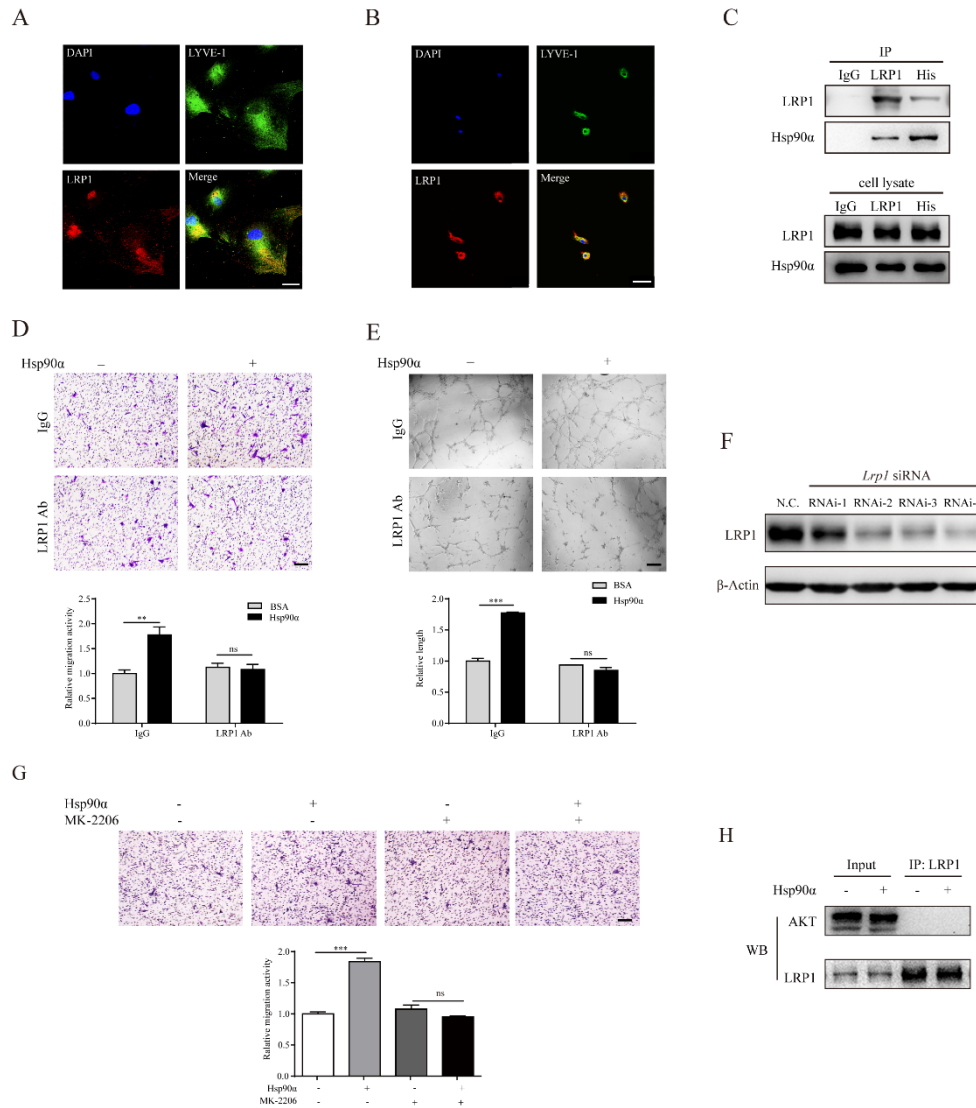 A
DAPI LYVE-1
LRP1 Merge
B
DAPI LYVE-1
LRP1 Merge
C
IP
IgG LRP1 His
LRP1
Hsp90α
cell lysate
IgG LRP1 His
LRP1
Hsp90α
D
Hsp90α – +
IgG
LRP1 Ab
BSA
Hsp90α
Ralative migration activity
2.5
2.0
1.5
1.0
0.5
0.0
**
ns
IgG LRP1 Ab
E
Hsp90α – +
IgG
LRP1 Ab
BSA
Hsp90α
Relative length
2.0
1.5
1.0
0.5
0.0
***
ns
IgG LRP1 Ab
F
Lrp1 siRNA
N.C. RNAi-1 RNAi-2 RNAi-3 RNAi-
LRP1
β-Actin
G
Hsp90α - + - +
MK-2206 - - + +
Ralative migration activity
2.0
1.5
1.0
0.5
0.0
***
ns
Hsp90α - + - +
MK-2206 - - + +
H
Input IP: LRP1
Hsp90α - + - +
WB
AKT
LRP1